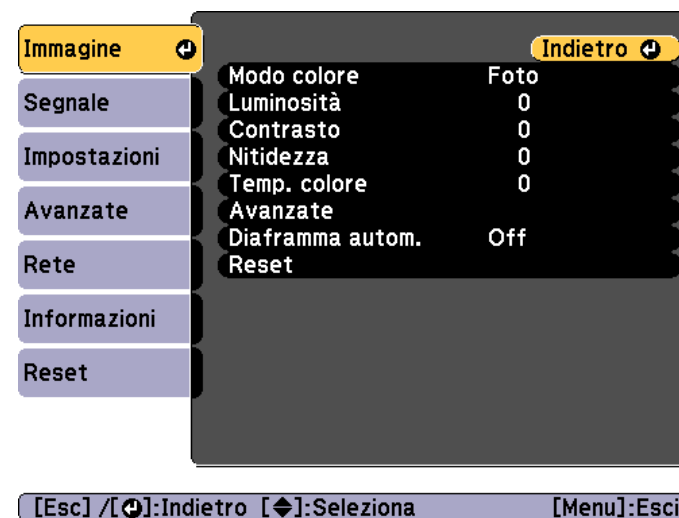 Immagine
Segnale
Impostazioni
Avanzate
Rete
Informazioni
Reset
Indietro
Modo colore Foto
Luminosità 0
Contrasto 0
Nitidezza 0
Temp. colore 0
Avanzate
Diaframma autom. Off
Reset
[Esc] /[⏎]:Indietro [◆]:Seleziona [Menu]:Esci